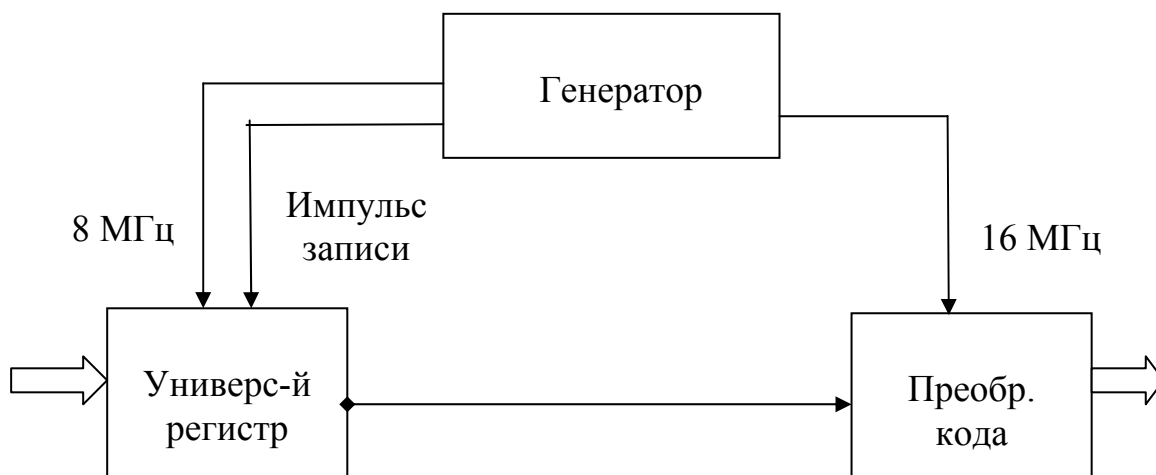 Генератор
8 МГц
Импульс
записи
16 МГц
Универс-й
регистр
Преобр.
кода